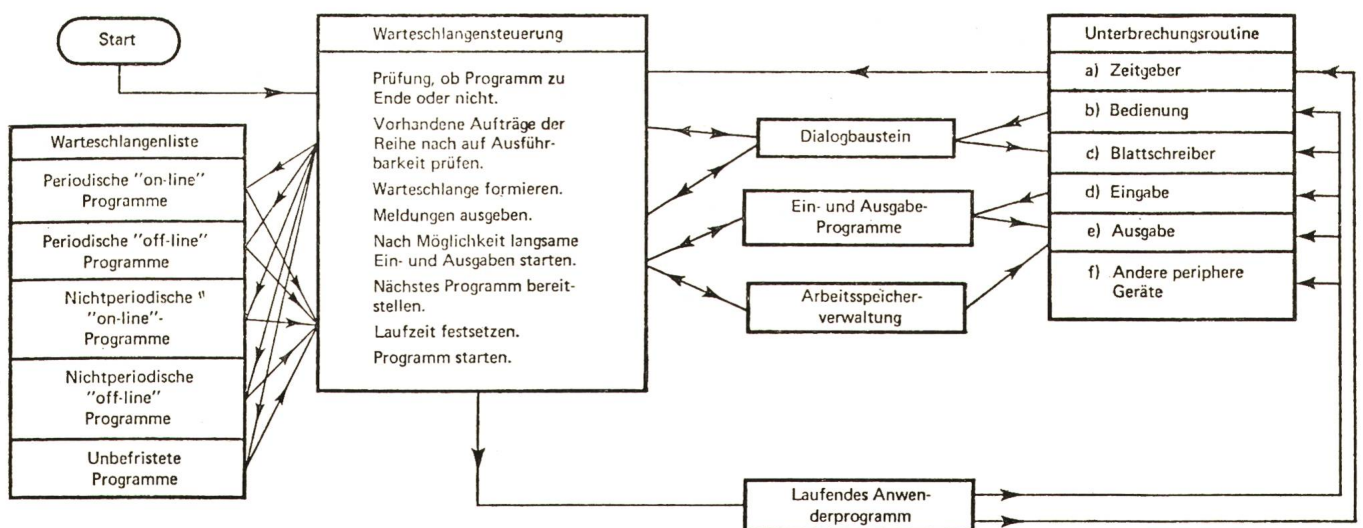 Start
Warteschlangenliste
Periodische "on-line"
Programme
Periodische "off-line"
Programme
Nichtperiodische "
"on-line"-
Programme
Nichtperiodische
"off-line"
Programme
Unbefristete
Programme
Warteschlangensteuerung
Prüfung, ob Programm zu
Ende oder nicht.
Vorhandene Aufträge der
Reihe nach auf Ausführ-
barkeit prüfen.
Warteschlange formieren.
Meldungen ausgeben.
Nach Möglichkeit langsame
Ein- und Ausgaben starten.
Nächstes Programm bereit-
stellen.
Laufzeit festsetzen.
Programm starten.
Dialogbaustein
Ein- und Ausgabe-
Programme
Arbeitsspeicher-
verwaltung
Unterbrechungsroutine
a) Zeitgeber
b) Bedienung
c) Blattschreiber
d) Eingabe
e) Ausgabe
f) Andere periphere
Geräte
Laufendes Anwen-
derprogramm